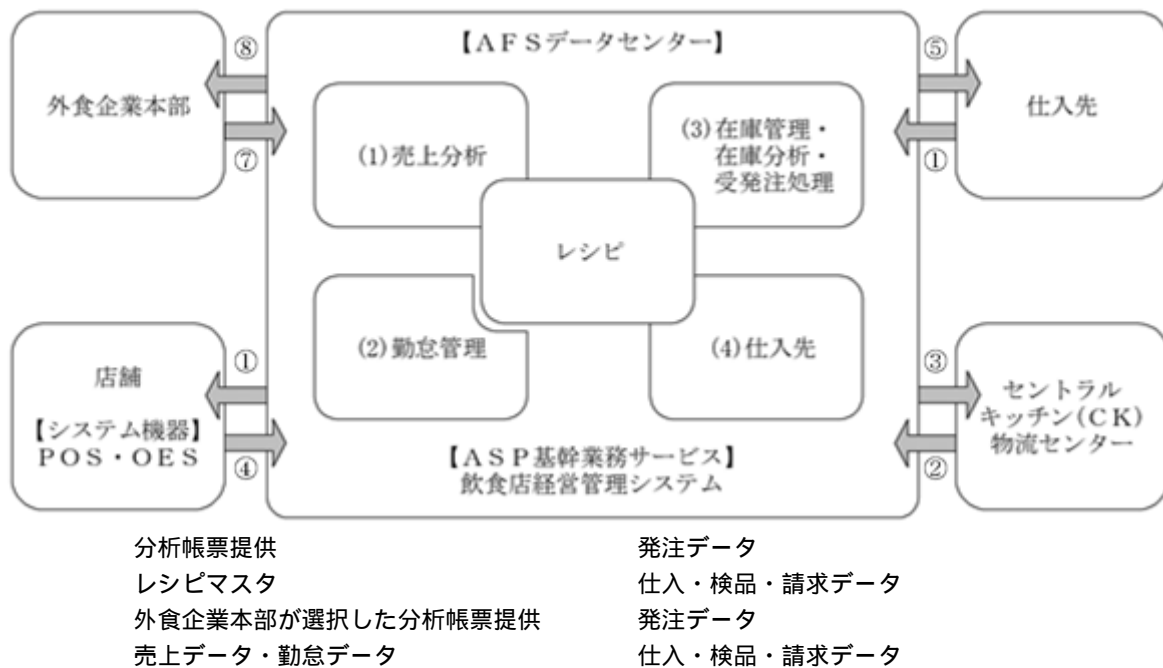 ⑧
【AFSデータセンター】
⑤
外食企業本部
仕入先
(1)売上分析
(3)在庫管理・
在庫分析・
受発注処理
⑦
①
レシピ
店舗
①
(2)勤怠管理
(4)仕入先
③
セントラル
キッチン(CK)
物流センター
【システム機器】
POS・OES
④
【ASP基幹業務サービス】
飲食店経営管理システム
②
分析帳票提供
発注データ
レシピマスタ
仕入・検品・請求データ
外食企業本部が選択した分析帳票提供
発注データ
売上データ・勤怠データ
仕入・検品・請求データ